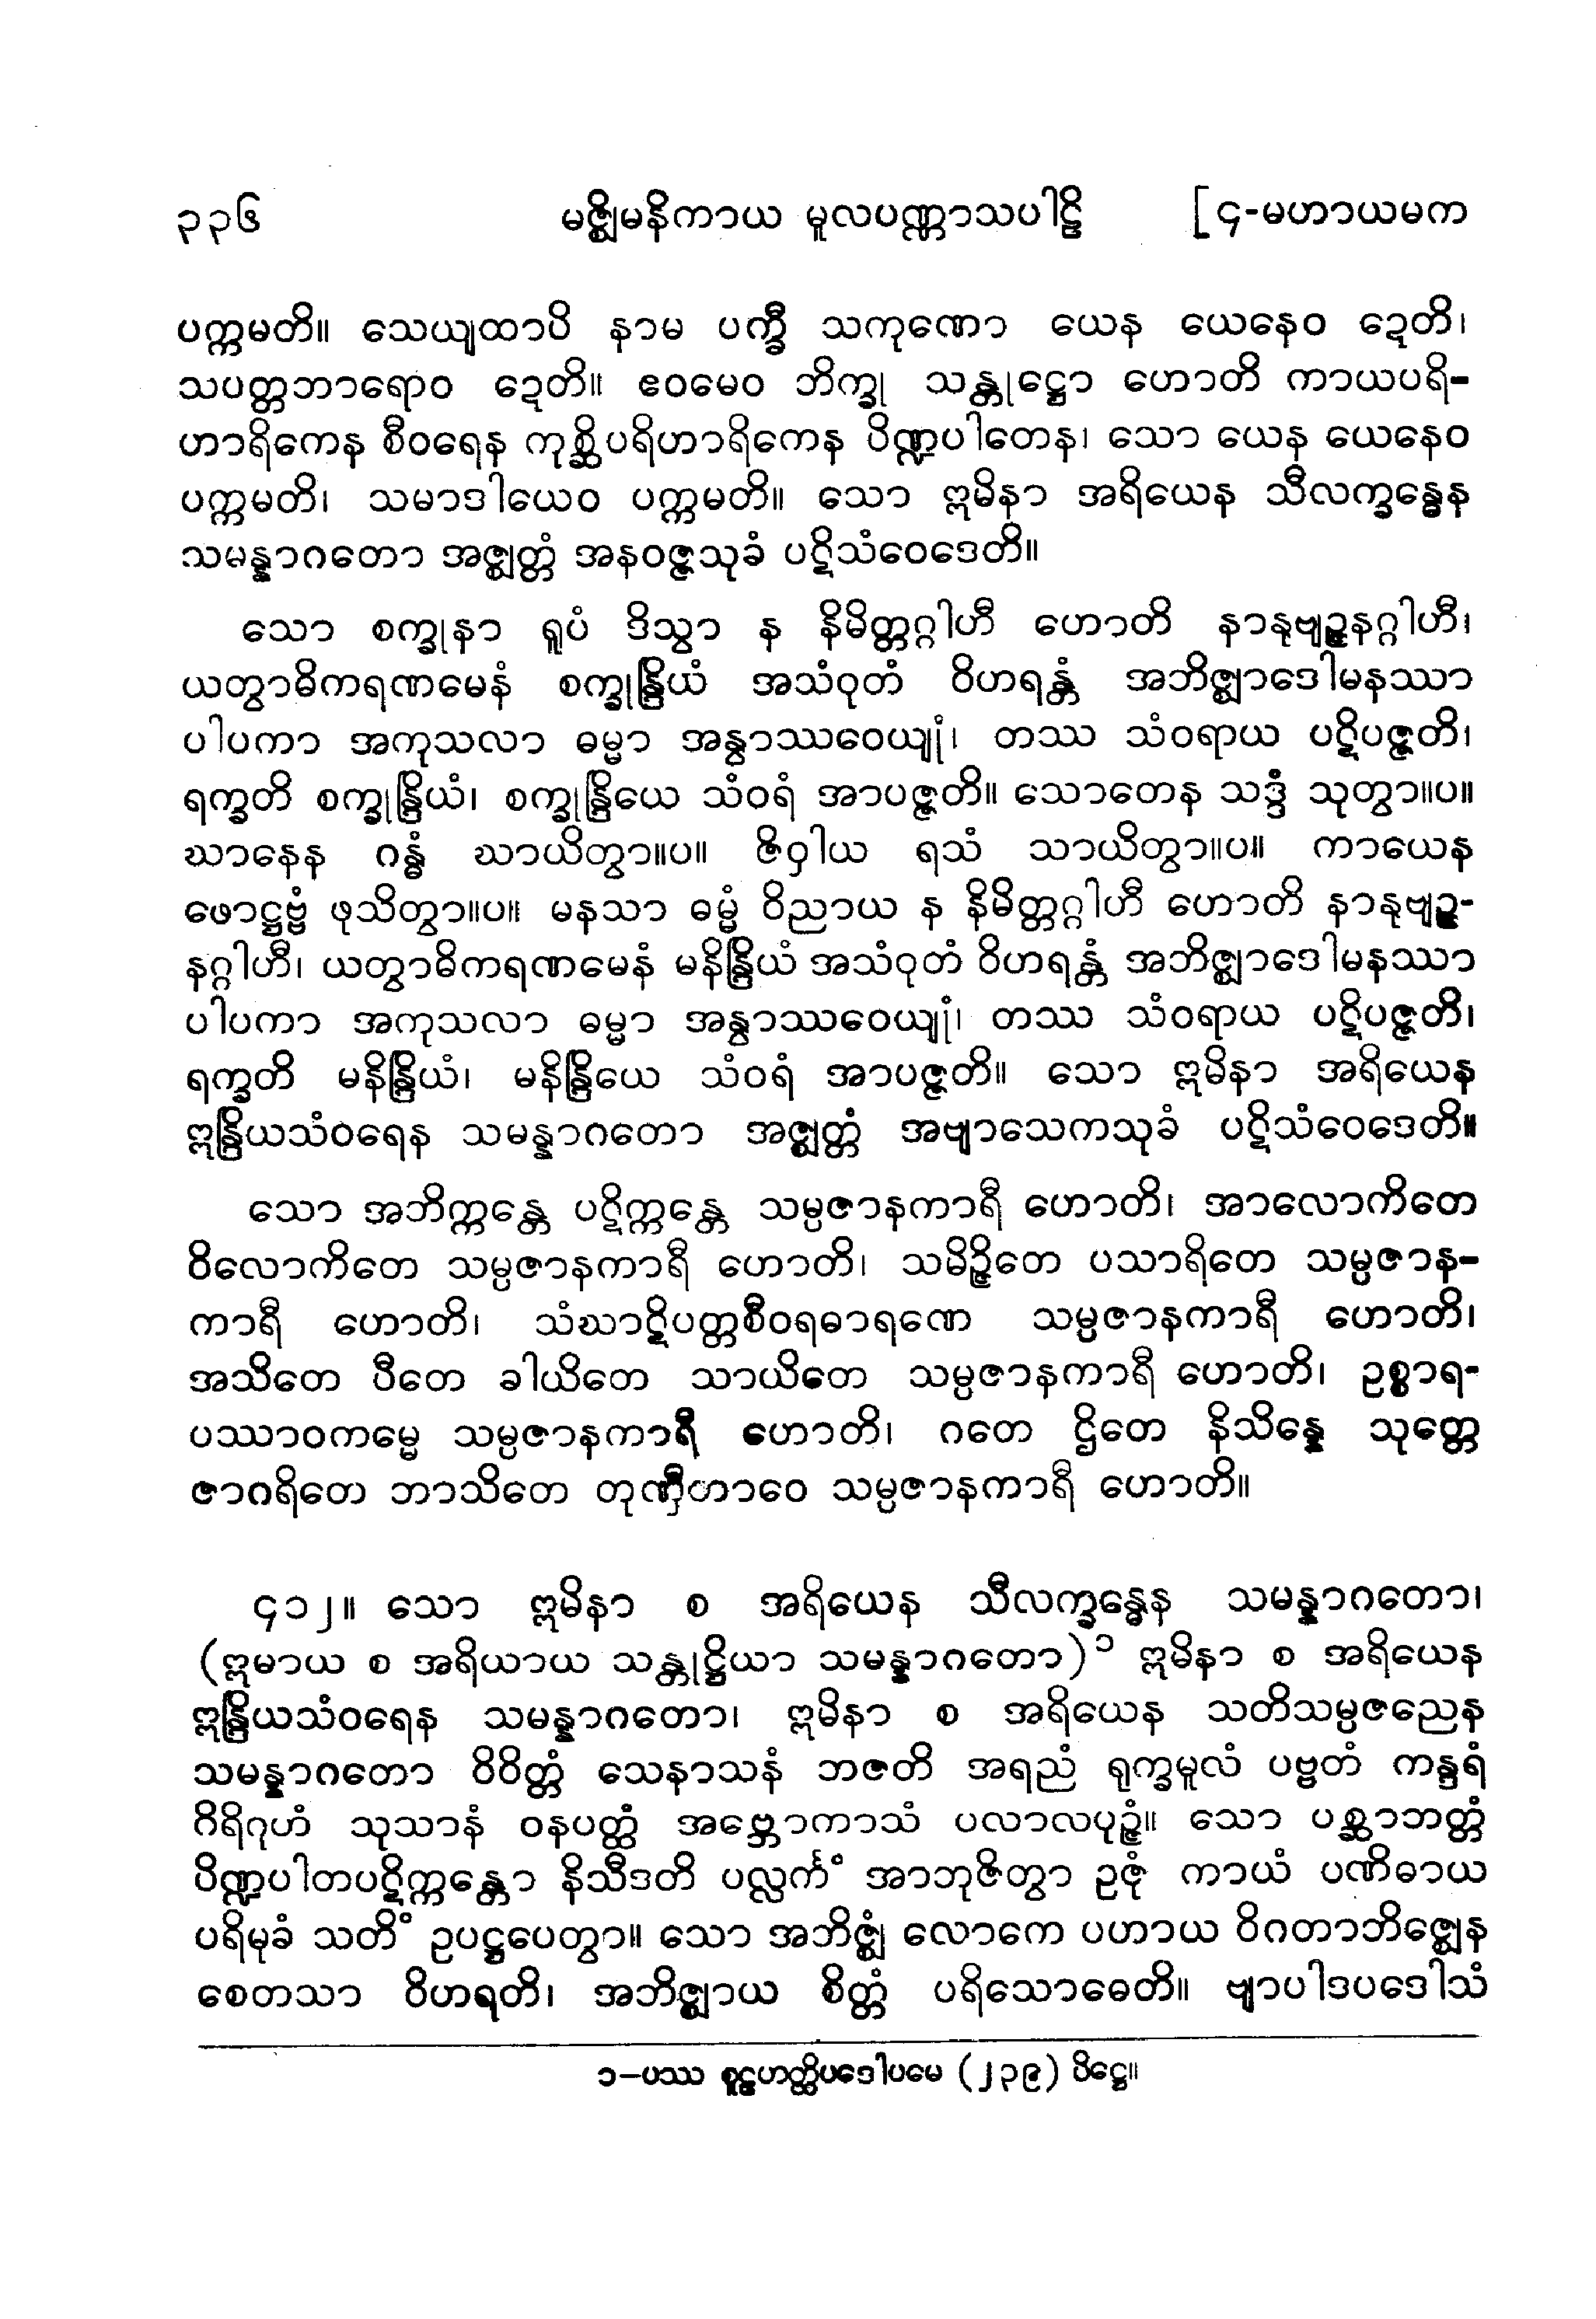 ၃၃၆ မဇ္ဈိမနိကာယ မူလပဏ္ဏာသပါဠိ [၄-မဟာယမက
ပက္ကမတိ။ သေယျထာပိ နာမ ပက္ခီ သကုဏော ယေန ယေနေဝ ဍေတိ၊
သပတ္တဘာရောဝ ဍေတိ။ ဧဝမေဝ ဘိက္ခု သန္တုဋ္ဌော ဟောတိ ကာယပရိ-
ဟာရိကေန စီဝရေန ကုစ္ဆိပရိဟာရိကေန ပိဏ္ဍပါတေန၊ သော ယေန ယေနေဝ
ပက္ကမတိ၊ သမာဒါယေဝ ပက္ကမတိ။ သော ဣမိနာ အရိယေန သီလက္ခန္ဓေန
သမန္နာဂတော အဇ္ဈတ္တံ အနဝဇ္ဇသုခံ ပဋိသံဝေဒေတိ။
သော စက္ခုနာ ရူပံ ဒိသွာ န နိမိတ္တဂ္ဂါဟီ ဟောတိ နာနုဗျဉ္ဇနဂ္ဂါဟီ၊
ယတွာဓိကရဏမေနံ စက္ခုန္ဒြိယံ အသံဝုတံ ဝိဟရန္တံ အဘိဇ္ဈာဒေါမနဿာ
ပါပကာ အကုသလာ ဓမ္မာ အန္വာဿဝေယျုံ၊ တဿ သံဝရာယ ပဋိပဇ္ဇတိ၊
ရက္ခတိ စက္ခုန္ဒြိယံ၊ စက္ခုန္ဒြိယေ သံဝရံ အာပဇ္ဇတိ။ သောတေန သဒ္ဒံ သုတွာ။ပ။
ဃာနေန ဂန္ဓံ ဃာယိတွာ။ပ။ ဇိဝှါယ ရသံ သာယိတွာ။ပ။ ကာယေန
ဖောဋ္ဌဗ္ဗံ ဖုသိတွာ။ပ။ မနသာ ဓမ္မံ ဝိညာယ န နိမိတ္တဂ္ဂါဟီ ဟောတိ နာနုဗျဉ္ဇ-
နဂ္ဂါဟီ၊ ယတွာဓိကရဏမေနံ မနိန္ဒြိယံ အသံဝုတံ ဝိဟရန္တံ အဘိဇ္ဈာဒေါမနဿာ
ပါပကာ အကုသလာ ဓမ္မာ အန္വာဿဝေယျုံ၊ တဿ သံဝရာယ ပဋိပဇ္ဇတိ၊
ရက္ခတိ မနိန္ဒြိယံ၊ မနိန္ဒြိယေ သံဝရံ အာပဇ္ဇတိ။ သော ဣမိနာ အရိယေန
ဣန္ဒြိယသံဝရေန သမန္နာဂတော အဇ္ဈတ္တံ အဗျာသေကသုခံ ပဋိသံဝေဒေတိ။
သော အဘိက္ကန္တေ ပဋိက္ကန္တေ သမ္ပဇာနကာရီ ဟောတိ၊ အာလောကိတေ
ဝိလောကိတေ သမ္ပဇာနကာရီ ဟောတိ၊ သမိဉ္ဇိတေ ပသာရိတေ သမ္ပဇာန-
ကာရီ ဟောတိ၊ သံဃာဋိပတ္တစီဝရဓာရဏေ သမ္ပဇာနကာရီ ဟောတိ၊
အသိတေ ပီတေ ခါယိတေ သာယိတေ သမ္ပဇာနကာရီ ဟောတိ၊ ဥစ္စာရ-
ပဿာဝကမ္မေ သမ္ပဇာနကာရီ ဟောတိ၊ ဂတေ ဌိတေ နိသိန္နေ သုတ္တေ
ဇာဂရိတေ ဘာသိတေ တုဏှီဘာဝေ သမ္ပဇာနကာရီ ဟောတိ။
၄၁၂။ သော ဣမိနာ စ အရိယေန သီလက္ခန္ဓေန သမန္နာဂတော၊
(ဣမာယ စ အရိယာယ သန္တုဋ္ဌိယာ သမန္နာဂတော)၁ ဣမိနာ စ အရိယေန
ဣန္ဒြိယသံဝရေန သမန္နာဂတော၊ ဣမိနာ စ အရိယေန သတိသမ္ပဇညေန
သမန္နာဂတော ဝိဝိတ္တံ သေနာသနံ ဘဇတိ အရညံ ရုက္ခမူလံ ပဗ္ဗတံ ကန္ဒရံ
ဂိရိဂုဟံ သုသာနံ ဝနပတ္ထံ အဗ္ဘောကာသံ ပလာလပုဉ္ဇံ။ သော ပစ္ဆာဘတ္တံ
ပိဏ္ဍပါတပဋိက္ကန္တော နိသီဒတိ ပလ္လင်္ကံ အာဘုဇိတွာ ဥဇုံ ကာယံ ပဏိဓာယ
ပရိမုခံ သတိံ ဥပဋ္ဌပေတွာ။ သော အဘိဇ္ဈံ လောကေ ပဟာယ ဝိဂတာဘိဇ္ဈေန
စေတသာ ဝိဟရတိ၊ အဘိဇ္ဈာယ စိတ္တံ ပရိသောဓေတိ။ ဗျာပါဒပဒေါသံ
၁-ပဿ စူဠဟတ္ထိပဒေါပမေ (၂၃၉) ပိဋ္ဌေ။